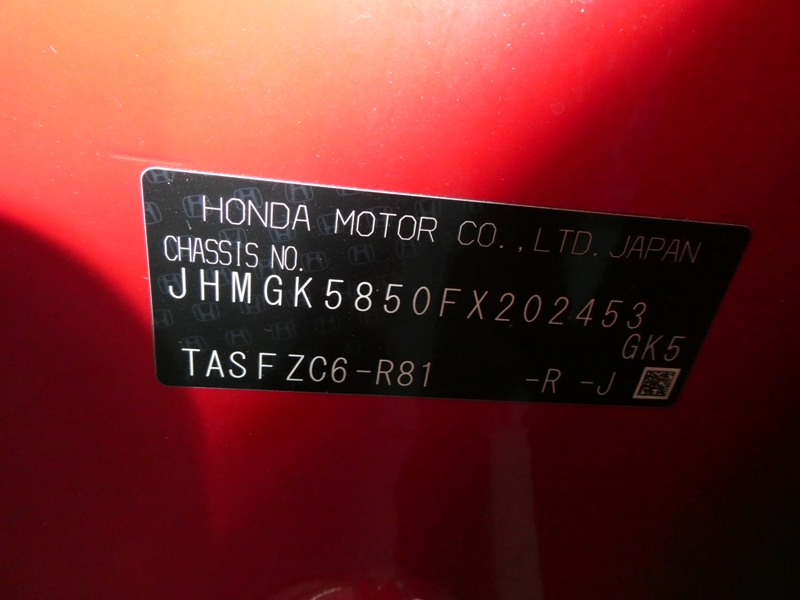 HONDA MOTOR CO.,LTD. JAPAN
CHASSIS NO.
JHMGK5850FX202453
GK5
TASFZC6-R81 -R -J